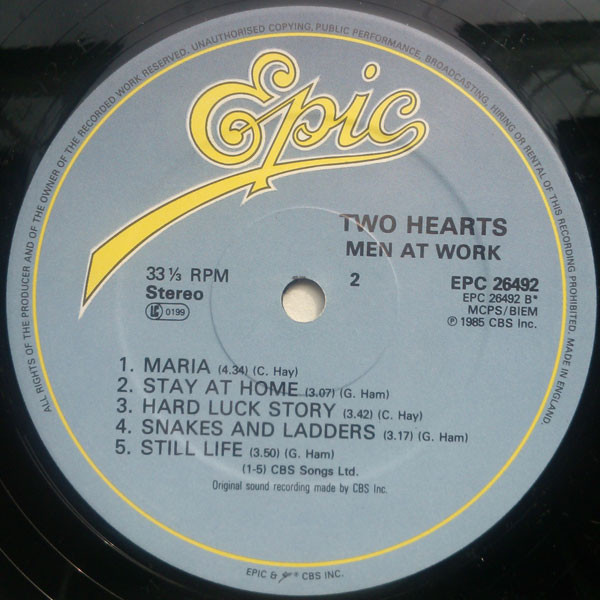 ALL RIGHTS OF THE PRODUCER AND OF THE OWNER OF THE RECORDED WORK RESERVED. UNAUTHORISED COPYING, PUBLIC PERFORMANCE, BROADCASTING, HIRING OR RENTAL OF THIS RECORDING PROHIBITED. MADE IN ENGLAND.
Epic
TWO HEARTS
MEN AT WORK
33 ⅓ RPM
Stereo
LC 0199
2
EPC 26492
EPC 26492 B*
MCPS/BIEM
℗ 1985 CBS Inc.
1. MARIA (4.34) (C. Hay)
2. STAY AT HOME (3.07) (G. Ham)
3. HARD LUCK STORY (3.42) (C. Hay)
4. SNAKES AND LADDERS (3.17) (G. Ham)
5. STILL LIFE (3.50) (G. Ham)
(1-5) CBS Songs Ltd.
Original sound recording made by CBS Inc.
EPIC & * CBS INC.